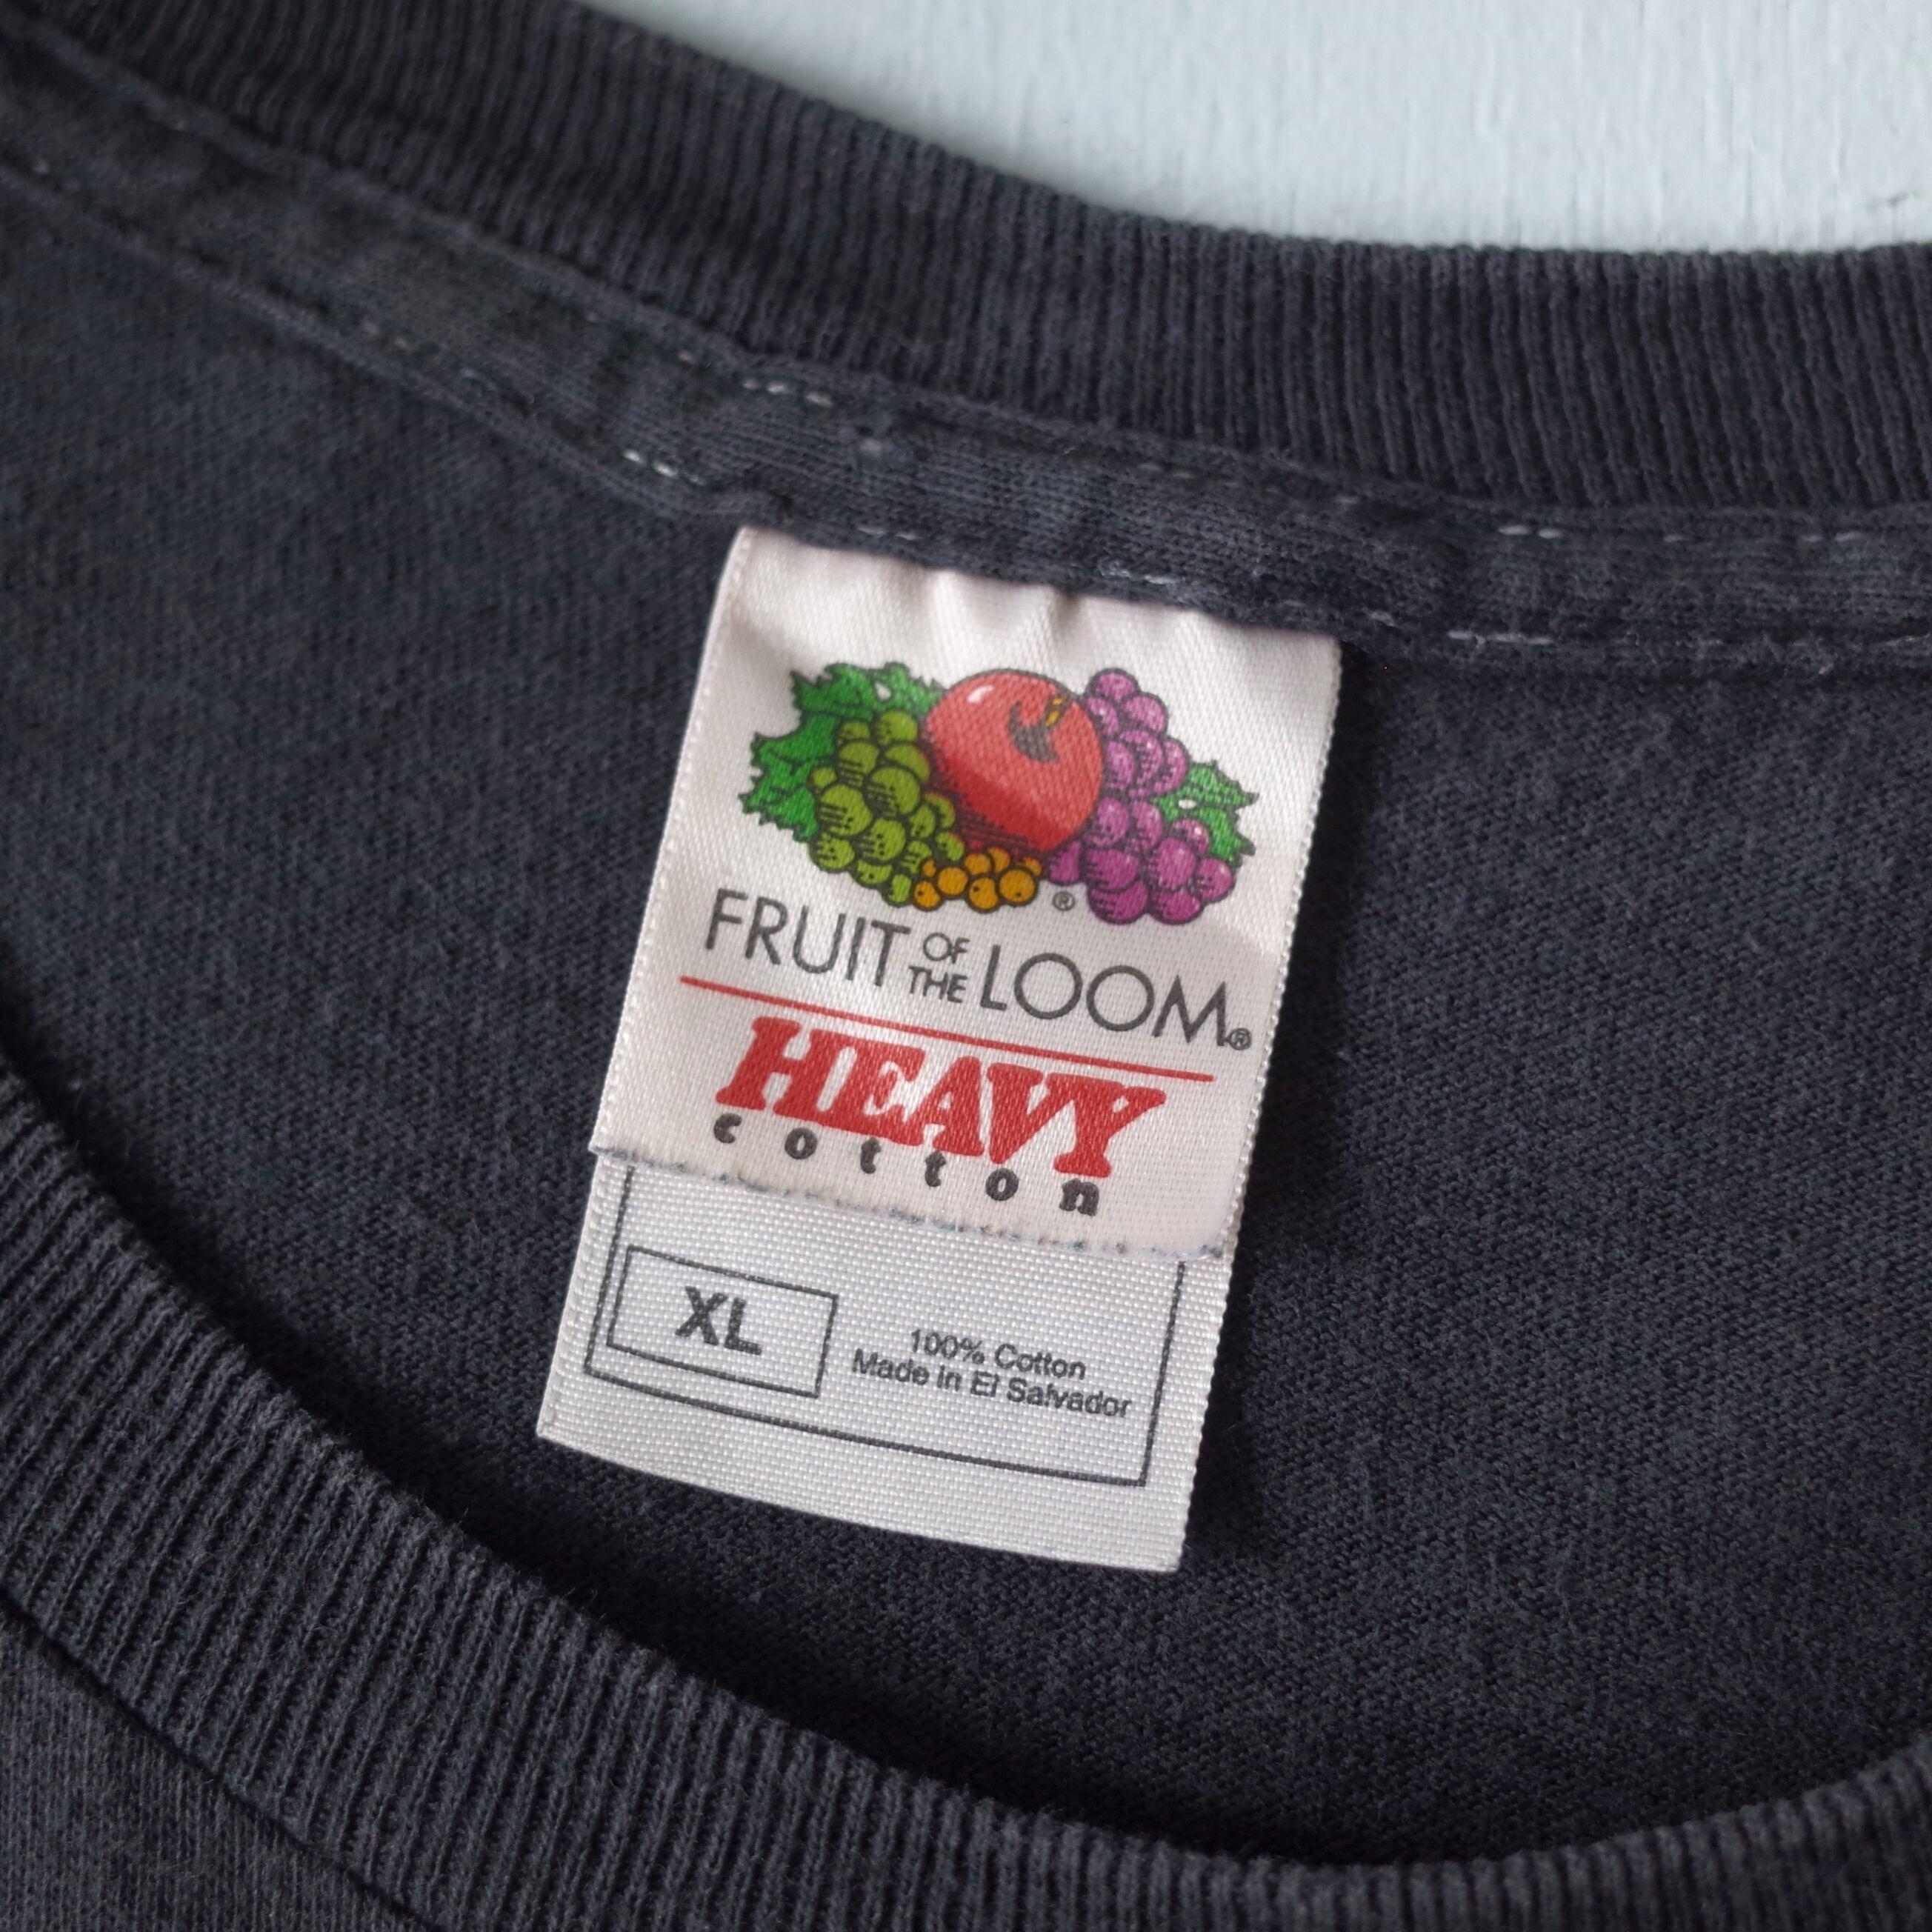 ®
FRUIT OF THE LOOM®
HEAVY
cotton
XL
100% Cotton
Made in El Salvador